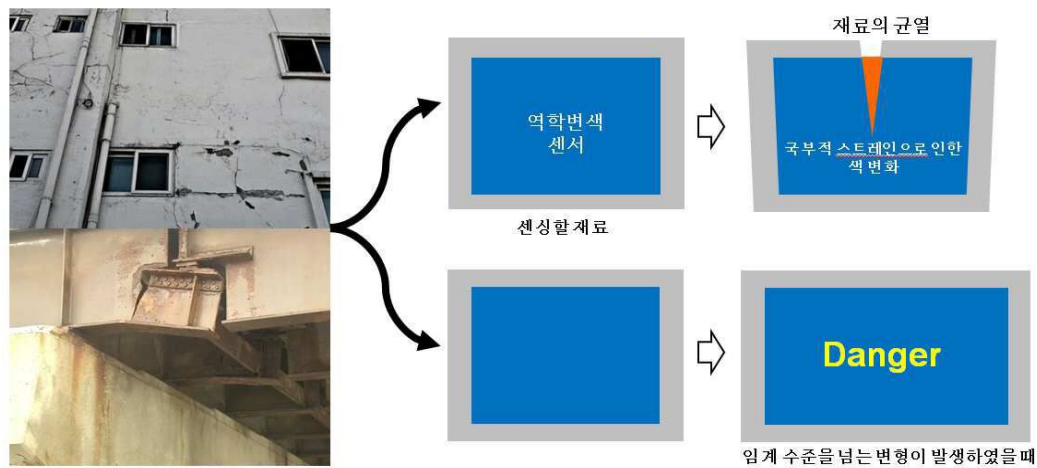 재료의 균열
역학변색
센서
국부적 스트레인으로 인한
색 변화
센싱할 재료
Danger
임계 수준을 넘는 변형이 발생하였을 때